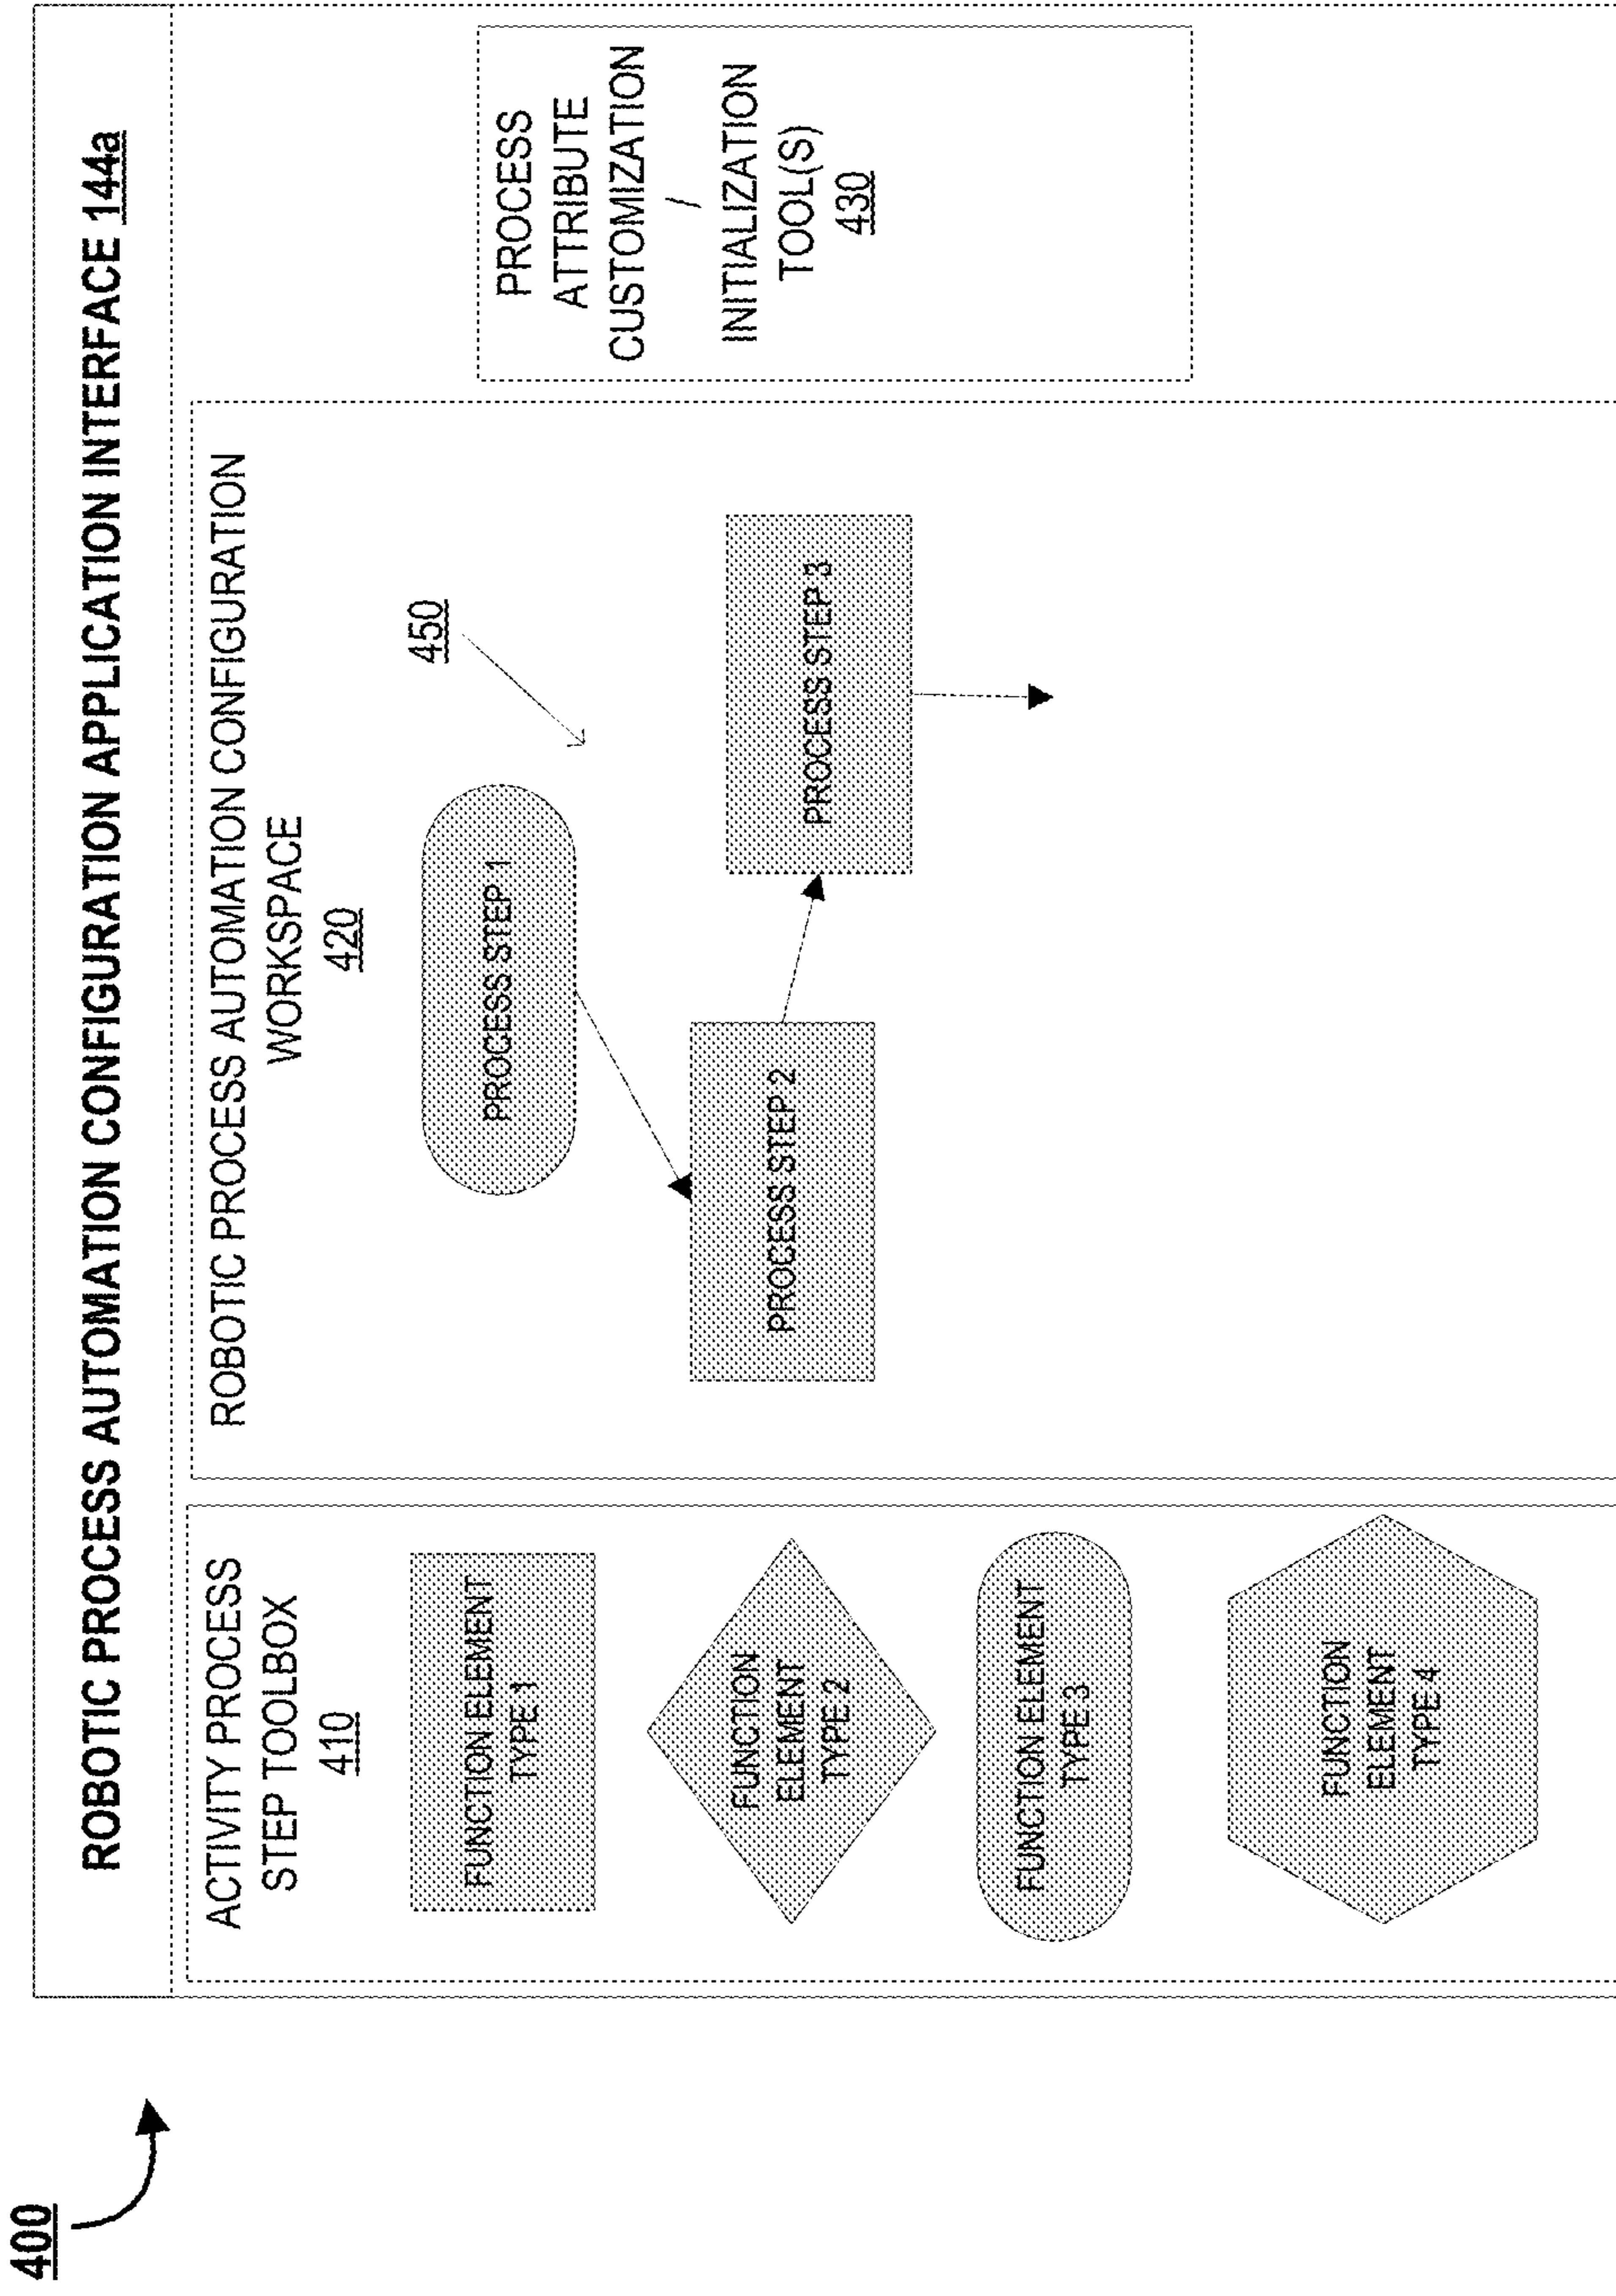 400
ROBOTIC PROCESS AUTOMATION CONFIGURATION APPLICATION INTERFACE 144a
ACTIVITY PROCESS
STEP TOOLBOX
410
FUNCTION ELEMENT
TYPE 1
FUNCTION
ELEMENT
TYPE 2
FUNCTION ELEMENT
TYPE 3
FUNCTION
ELEMENT
TYPE 4
ROBOTIC PROCESS AUTOMATION CONFIGURATION
WORKSPACE
420
450
PROCESS STEP 1
PROCESS STEP 2
PROCESS STEP 3
PROCESS
ATTRIBUTE
CUSTOMIZATION
/
INITIALIZATION
TOOL(S)
430